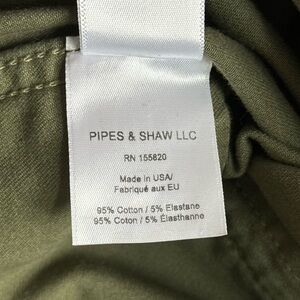 PIPES & SHAW LLC
RN 155820
Made in USA/
Fabriqué aux EU
95% Cotton / 5% Elastane
95% Coton / 5% Élasthanne